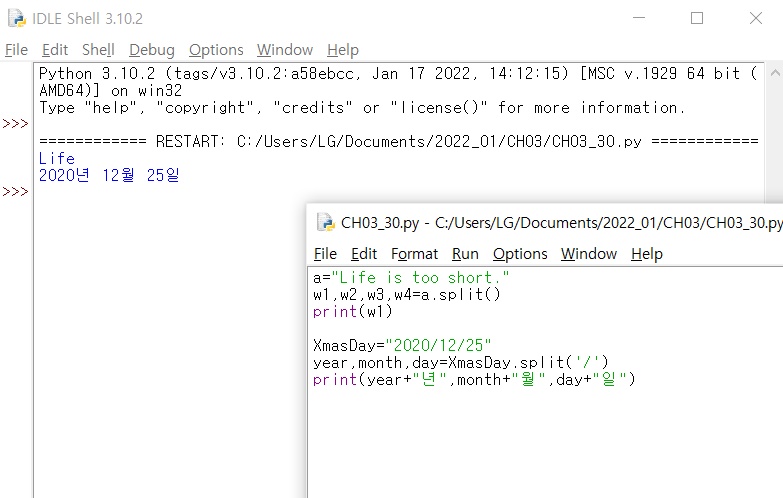 IDLE Shell 3.10.2
File Edit Shell Debug Options Window Help
Python 3.10.2 (tags/v3.10.2:a58ebcc, Jan 17 2022, 14:12:15) [MSC v.1929 64 bit (
AMD64)] on win32
Type "help", "copyright", "credits" or "license()" for more information.
>>>
============ RESTART: C:/Users/LG/Documents/2022_01/CH03/CH03_30.py ============
Life
2020년 12월 25일
>>>
CH03_30.py - C:/Users/LG/Documents/2022_01/CH03/CH03_30.py
File Edit Format Run Options Window Help
a="Life is too short."
w1,w2,w3,w4=a.split()
print(w1)
XmasDay="2020/12/25"
year,month,day=XmasDay.split('/')
print(year+"년",month+"월",day+"일")